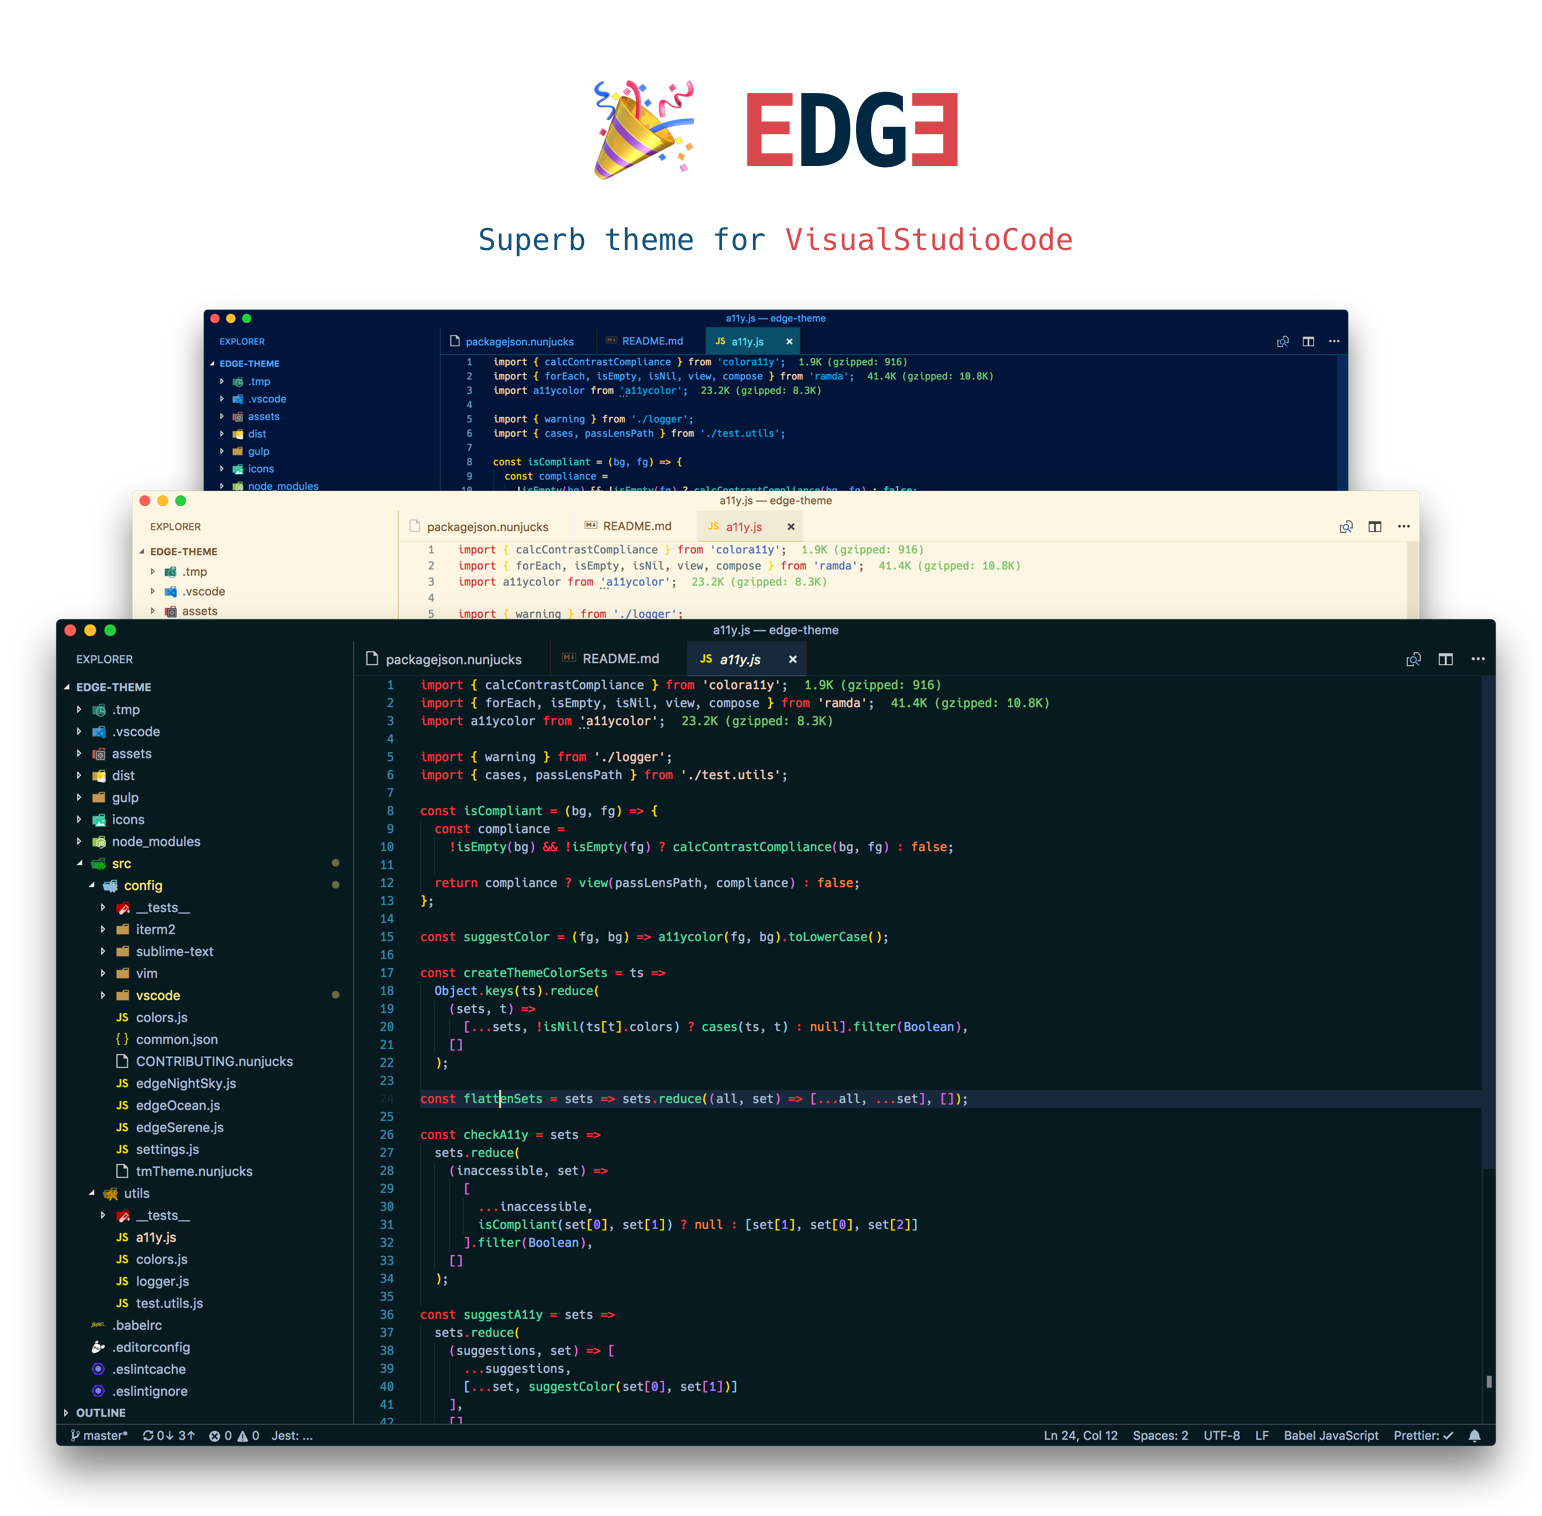 EDGE
Superb theme for VisualStudioCode
a11y.js — edge-theme
EXPLORER
packagejson.nunjucks
README.md
JS a11y.js ×
EDGE-THEME
.tmp
.vscode
assets
dist
gulp
icons
node_modules
1 import { calcContrastCompliance } from 'colora11y'; 1.9K (gzipped: 916)
2 import { forEach, isEmpty, isNil, view, compose } from 'ramda'; 41.4K (gzipped: 10.8K)
3 import a11ycolor from 'a11ycolor'; 23.2K (gzipped: 8.3K)
4
5 import { warning } from './logger';
6 import { cases, passLensPath } from './test.utils';
7
8 const isCompliant = (bg, fg) => {
9 const compliance =
10 !isEmpty(bg) && !isEmpty(fg) ? calcContrastCompliance(bg, fg) : false;
a11y.js — edge-theme
EXPLORER
packagejson.nunjucks
README.md
JS a11y.js ×
EDGE-THEME
.tmp
.vscode
assets
1 import { calcContrastCompliance } from 'colora11y'; 1.9K (gzipped: 916)
2 import { forEach, isEmpty, isNil, view, compose } from 'ramda'; 41.4K (gzipped: 10.8K)
3 import a11ycolor from 'a11ycolor'; 23.2K (gzipped: 8.3K)
4
5 import { warning } from './logger';
a11y.js — edge-theme
EXPLORER
packagejson.nunjucks
README.md
JS a11y.js ×
EDGE-THEME
.tmp
.vscode
assets
dist
gulp
icons
node_modules
src
config
__tests__
iterm2
sublime-text
vim
vscode
JS colors.js
{ } common.json
CONTRIBUTING.nunjucks
JS edgeNightSky.js
JS edgeOcean.js
JS edgeSerene.js
JS settings.js
tmTheme.nunjucks
utils
__tests__
JS a11y.js
JS colors.js
JS logger.js
JS test.utils.js
.babelrc
.editorconfig
.eslintcache
.eslintignore
OUTLINE
1 import { calcContrastCompliance } from 'colora11y'; 1.9K (gzipped: 916)
2 import { forEach, isEmpty, isNil, view, compose } from 'ramda'; 41.4K (gzipped: 10.8K)
3 import a11ycolor from 'a11ycolor'; 23.2K (gzipped: 8.3K)
4
5 import { warning } from './logger';
6 import { cases, passLensPath } from './test.utils';
7
8 const isCompliant = (bg, fg) => {
9 const compliance =
10 !isEmpty(bg) && !isEmpty(fg) ? calcContrastCompliance(bg, fg) : false;
11
12 return compliance ? view(passLensPath, compliance) : false;
13 };
14
15 const suggestColor = (fg, bg) => a11ycolor(fg, bg).toLowerCase();
16
17 const createThemeColorSets = ts =>
18 Object.keys(ts).reduce(
19 (sets, t) =>
20 [...sets, !isNil(ts[t].colors) ? cases(ts, t) : null].filter(Boolean),
21 []
22 );
23
24 const flattenSets = sets => sets.reduce((all, set) => [...all, ...set], []);
25
26 const checkA11y = sets =>
27 sets.reduce(
28 (inaccessible, set) =>
29 [
30 ...inaccessible,
31 isCompliant(set[0], set[1]) ? null : [set[1], set[0], set[2]]
32 ].filter(Boolean),
33 []
34 );
35
36 const suggestA11y = sets =>
37 sets.reduce(
38 (suggestions, set) => [
39 ...suggestions,
40 [...set, suggestColor(set[0], set[1])]
41 ],
42 []
master* 0↓ 3↑ 0 0 Jest: ...
Ln 24, Col 12 Spaces: 2 UTF-8 LF Babel JavaScript Prettier: ✓